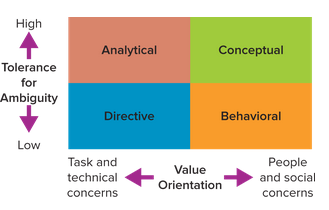 High
Tolerance
for
Ambiguity
Low
Analytical
Conceptual
Directive
Behavioral
Task and
technical
concerns
Value
Orientation
People
and social
concerns